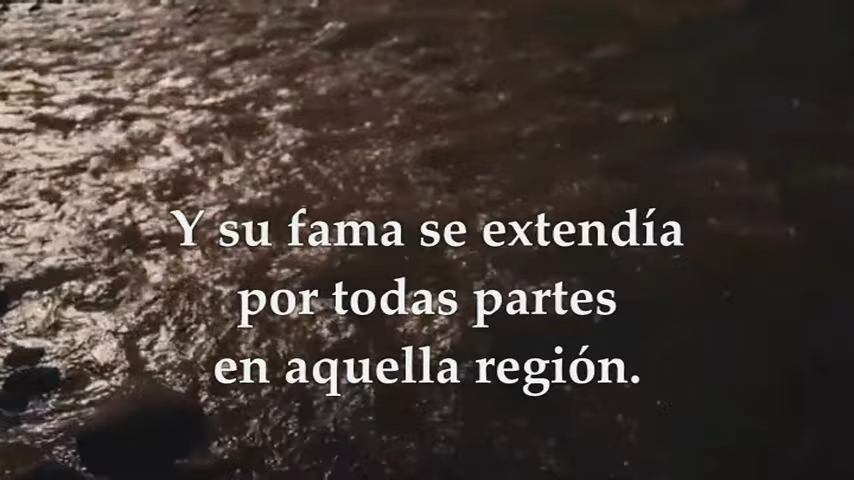 Y su fama se extendía
por todas partes
en aquella región.